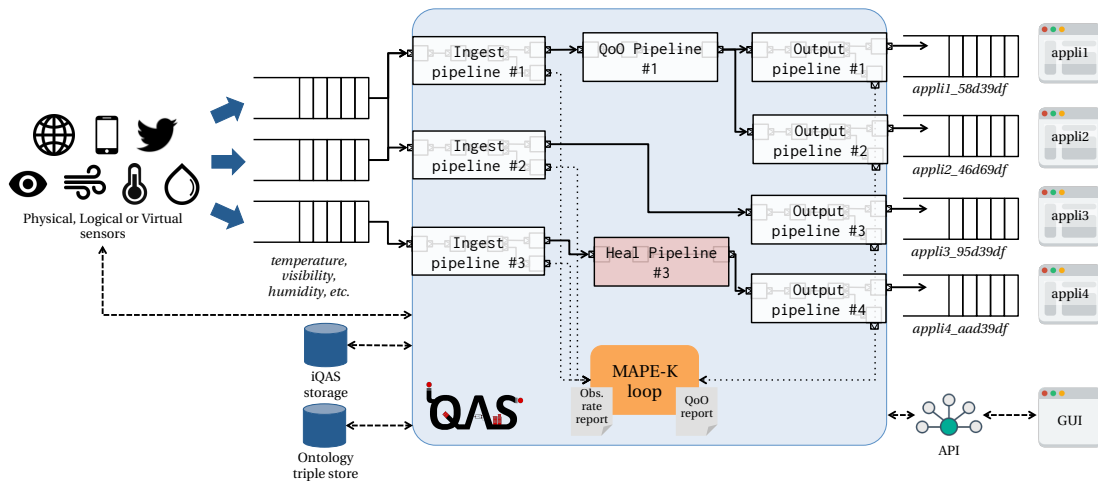 Ingest
pipeline #1
QoO Pipeline
#1
Output
pipeline #1
appli1_58d39df
appli1
Ingest
pipeline #2
Output
pipeline #2
appli2_46d69df
appli2
Physical, Logical or Virtual
sensors
Ingest
pipeline #3
Heal Pipeline
#3
Output
pipeline #3
appli3_95d39df
appli3
temperature,
visibility,
humidity, etc.
Output
pipeline #4
appli4_aad39df
appli4
iQAS
storage
MAPE-K
loop
Obs.
rate
report
QoO
report
iQAS
Ontology
triple store
API
GUI